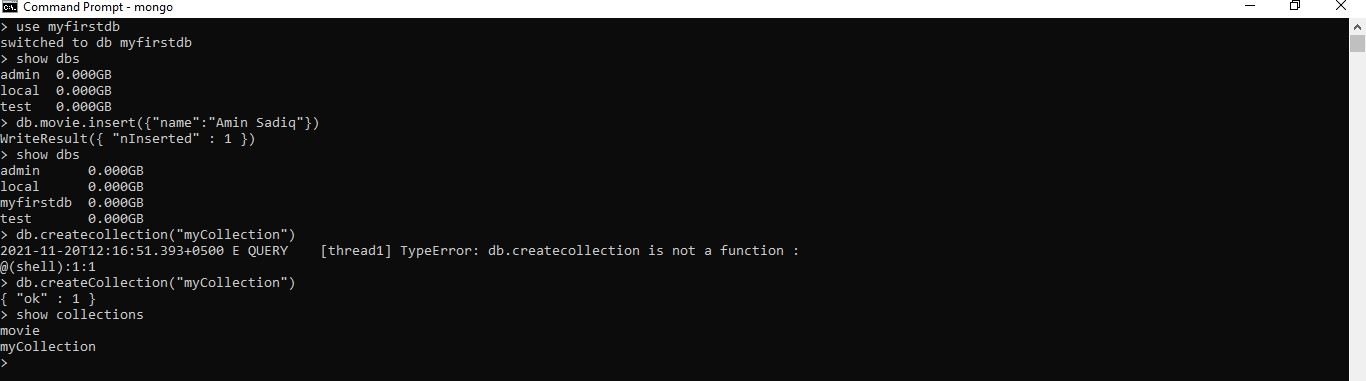 Command Prompt - mongo
> use myfirstdb
switched to db myfirstdb
> show dbs
admin  0.000GB
local  0.000GB
test   0.000GB
> db.movie.insert({"name":"Amin Sadiq"})
WriteResult({ "nInserted" : 1 })
> show dbs
admin      0.000GB
local      0.000GB
myfirstdb  0.000GB
test       0.000GB
> db.createcollection("myCollection")
2021-11-20T12:16:51.393+0500 E QUERY    [thread1] TypeError: db.createcollection is not a function :
@(shell):1:1
> db.createCollection("myCollection")
{ "ok" : 1 }
> show collections
movie
myCollection
>